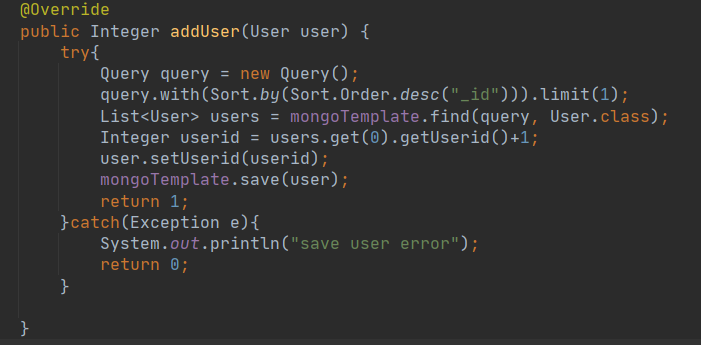 @Override
public Integer addUser(User user) {
    try{
        Query query = new Query();
        query.with(Sort.by(Sort.Order.desc("_id"))).limit(1);
        List<User> users = mongoTemplate.find(query, User.class);
        Integer userid = users.get(0).getUserid()+1;
        user.setUserid(userid);
        mongoTemplate.save(user);
        return 1;
    }catch(Exception e){
        System.out.println("save user error");
        return 0;
    }
}